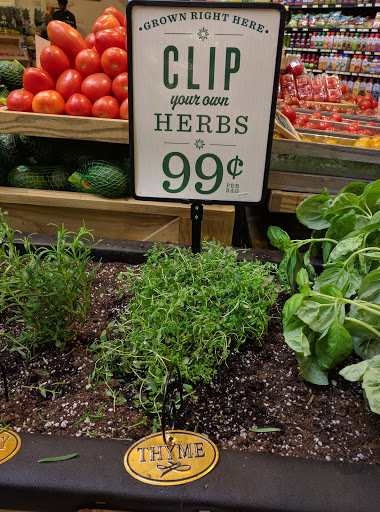 • GROWN RIGHT HERE •
CLIP
your own
HERBS
99¢
PER
BAG
THYME